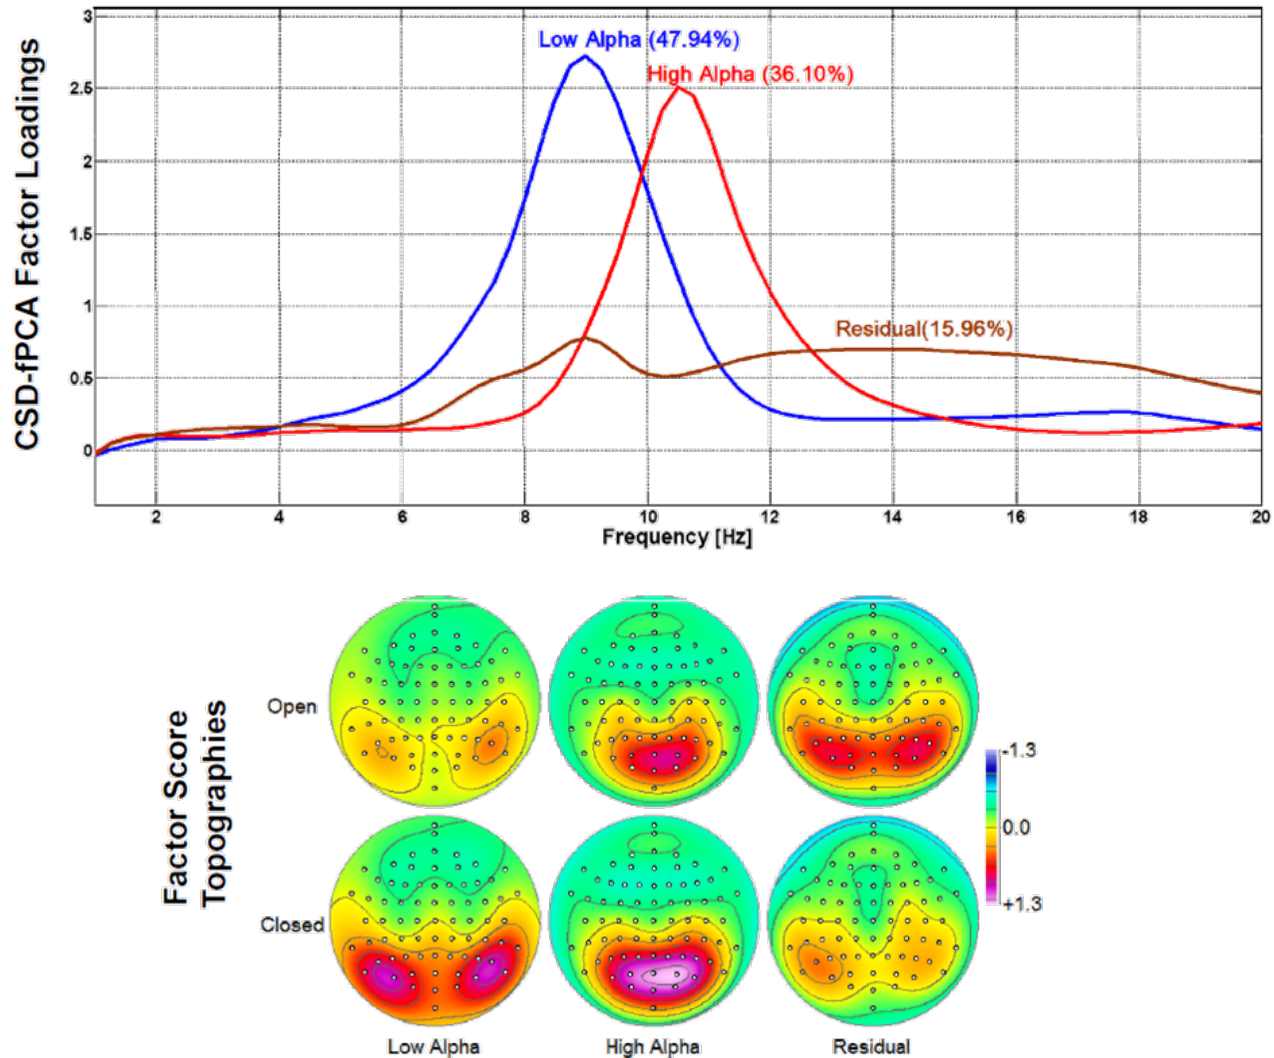 CSD-fPCA Factor Loadings
3
2.5
2
1.5
1
0.5
0
Low Alpha (47.94%)
High Alpha (36.10%)
Residual(15.96%)
2 4 6 8 10 12 14 16 18 20
Frequency [Hz]
Factor Score
Topographies
Open
Closed
-1.3
0.0
+1.3
Low Alpha High Alpha Residual